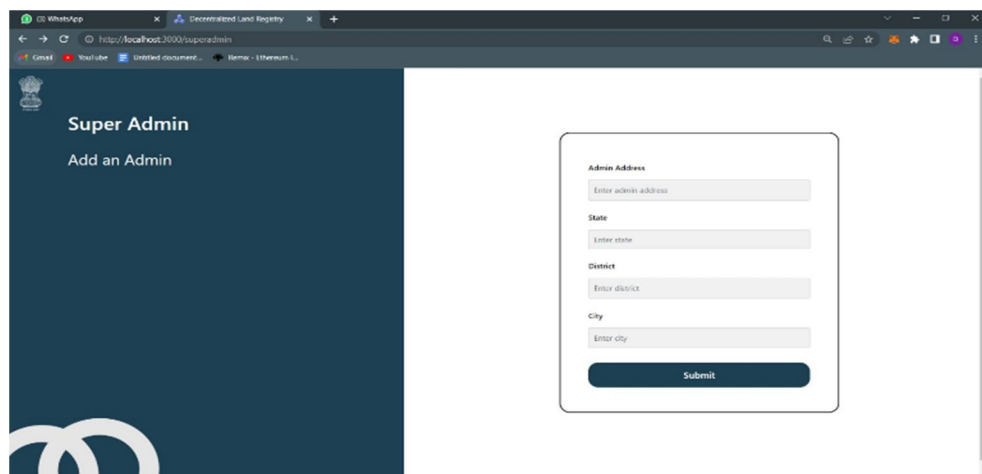 (3) WhatsApp
Decentralized Land Registry
http://localhost:3000/superadmin
Gmail
YouTube
Untitled document...
Remix - Ethereum I...
Super Admin
Add an Admin
Admin Address
Enter admin address
State
Enter state
District
Enter district
City
Enter city
Submit